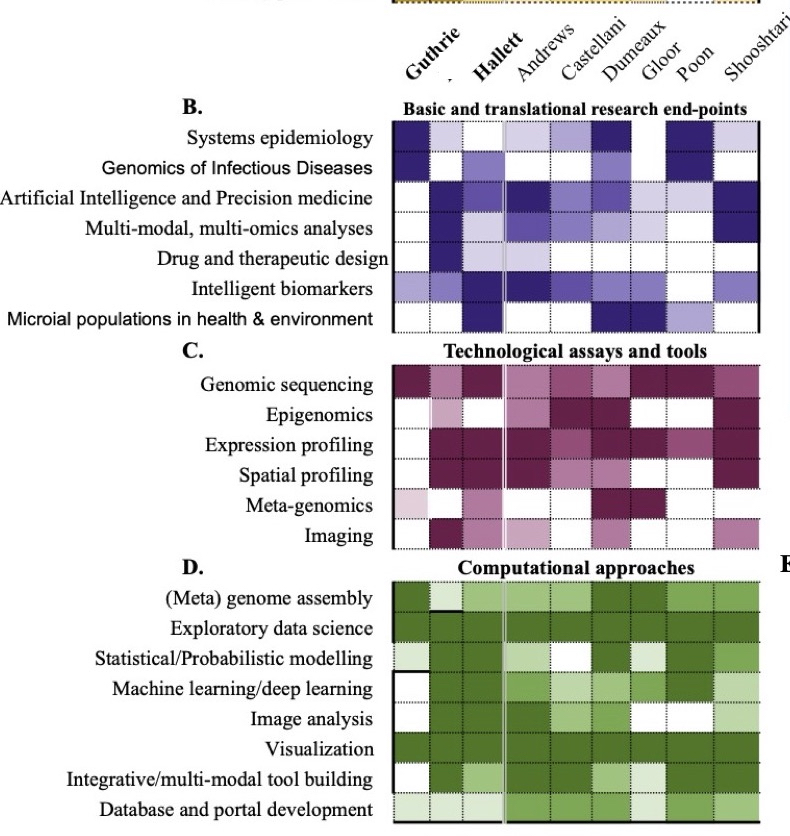 Guthrie
Hallett
Andrews
Castellani
Dumeaux
Gloor
Poon
Shooshtari
B.
Basic and translational research end-points
Systems epidemiology
Genomics of Infectious Diseases
Artificial Intelligence and Precision medicine
Multi-modal, multi-omics analyses
Drug and therapeutic design
Intelligent biomarkers
Microial populations in health & environment
C.
Technological assays and tools
Genomic sequencing
Epigenomics
Expression profiling
Spatial profiling
Meta-genomics
Imaging
D.
Computational approaches
E
(Meta) genome assembly
Exploratory data science
Statistical/Probabilistic modelling
Machine learning/deep learning
Image analysis
Visualization
Integrative/multi-modal tool building
Database and portal development